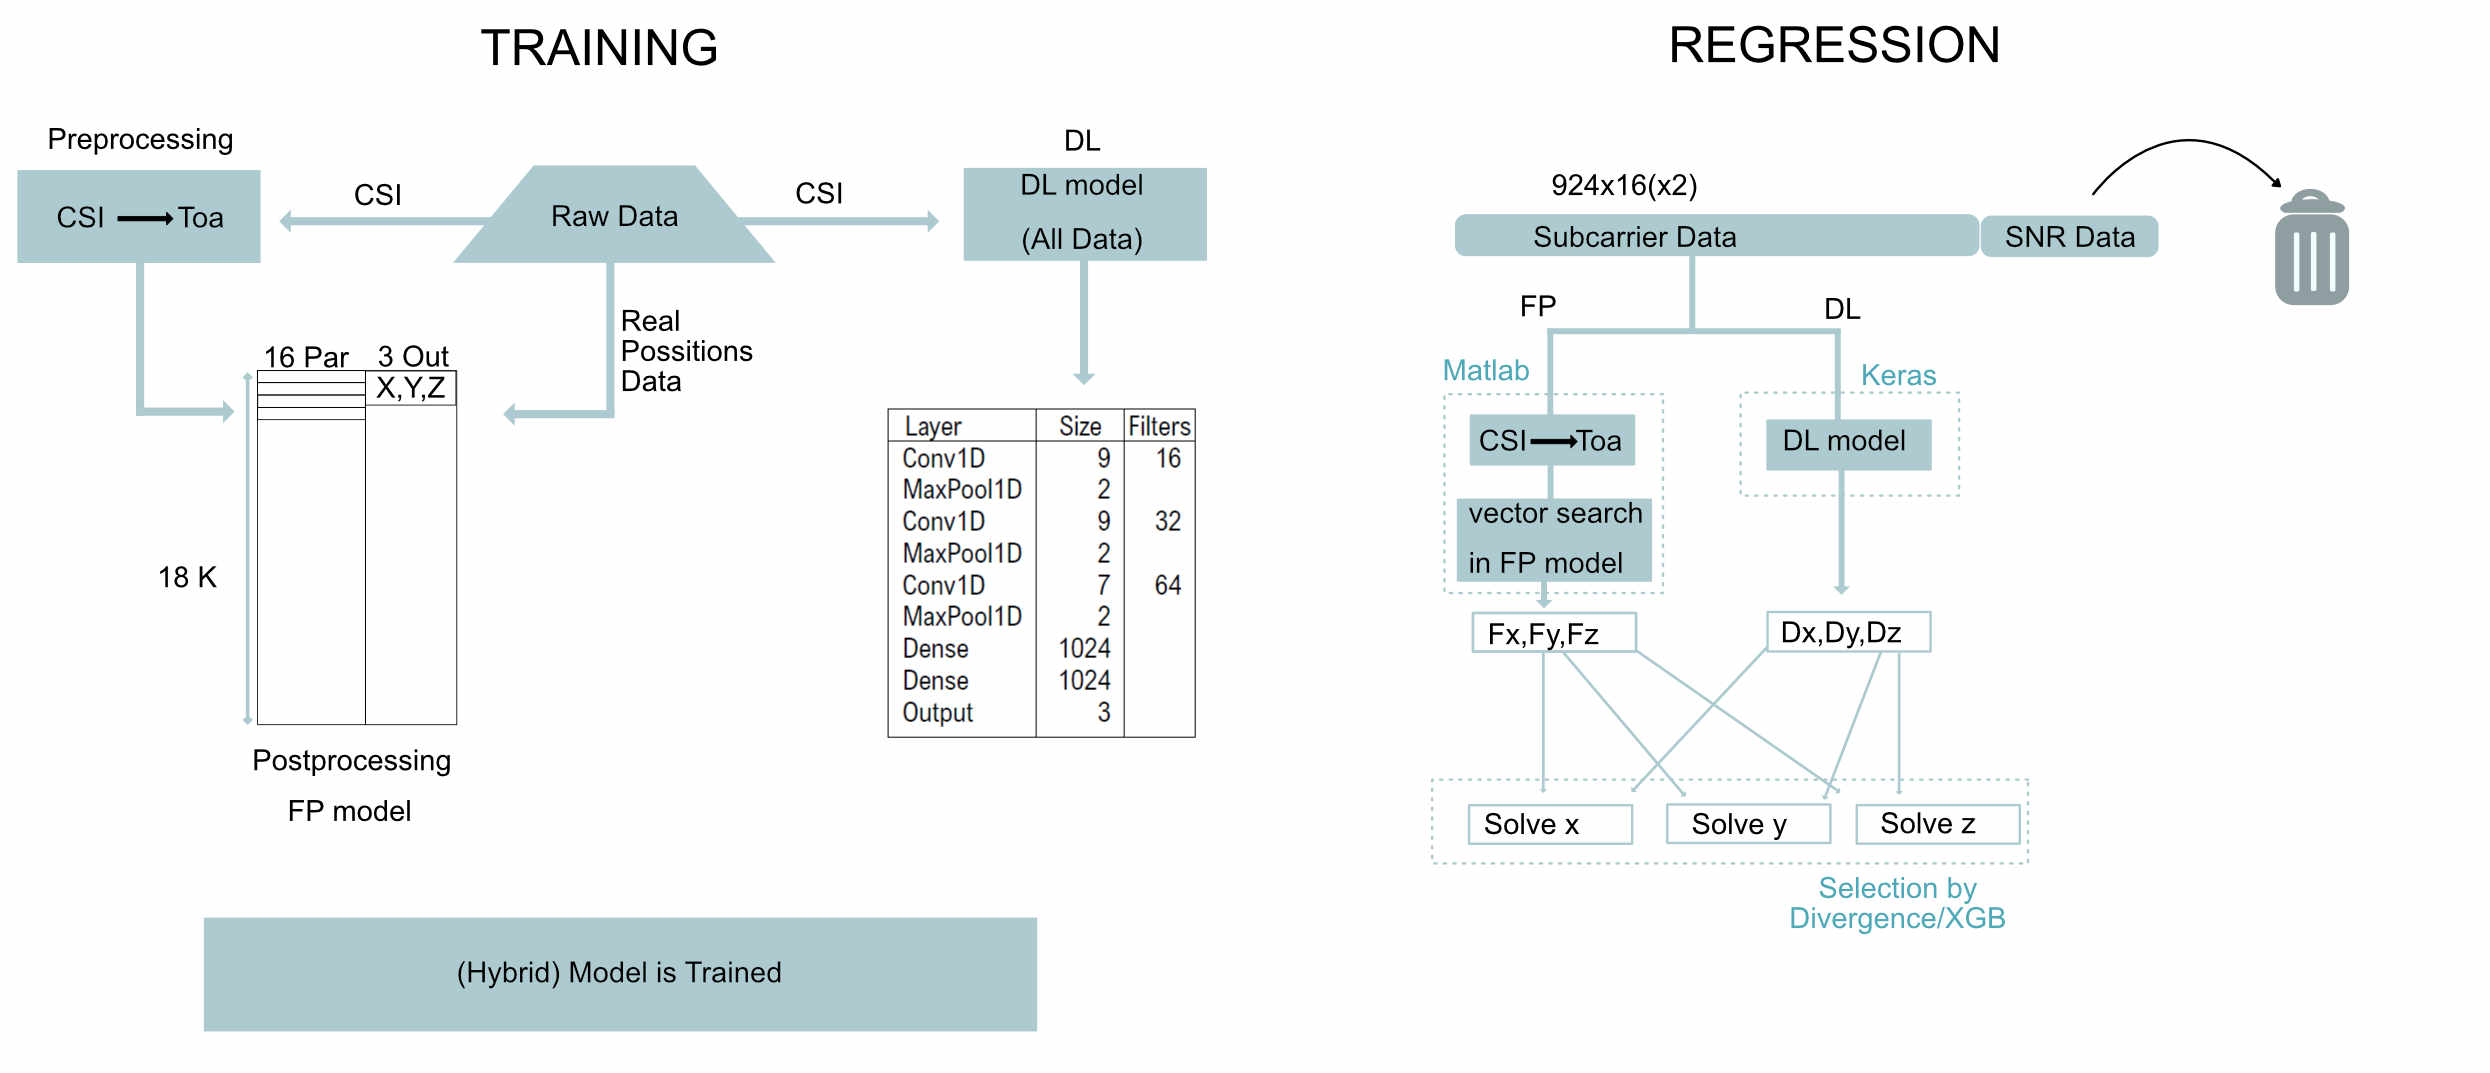 TRAINING
Preprocessing
CSI → Toa
CSI
Raw Data
CSI
DL
DL model
(All Data)
Real
Possitions
Data
16 Par 3 Out
X,Y,Z
18 K
Postprocessing
FP model
Layer Size Filters
Conv1D 9 16
MaxPool1D 2
Conv1D 9 32
MaxPool1D 2
Conv1D 7 64
MaxPool1D 2
Dense 1024
Dense 1024
Output 3
(Hybrid) Model is Trained
REGRESSION
924x16(x2)
Subcarrier Data SNR Data
FP DL
Matlab
Keras
CSI → Toa
DL model
vector search
in FP model
Fx,Fy,Fz
Dx,Dy,Dz
Solve x Solve y Solve z
Selection by
Divergence/XGB